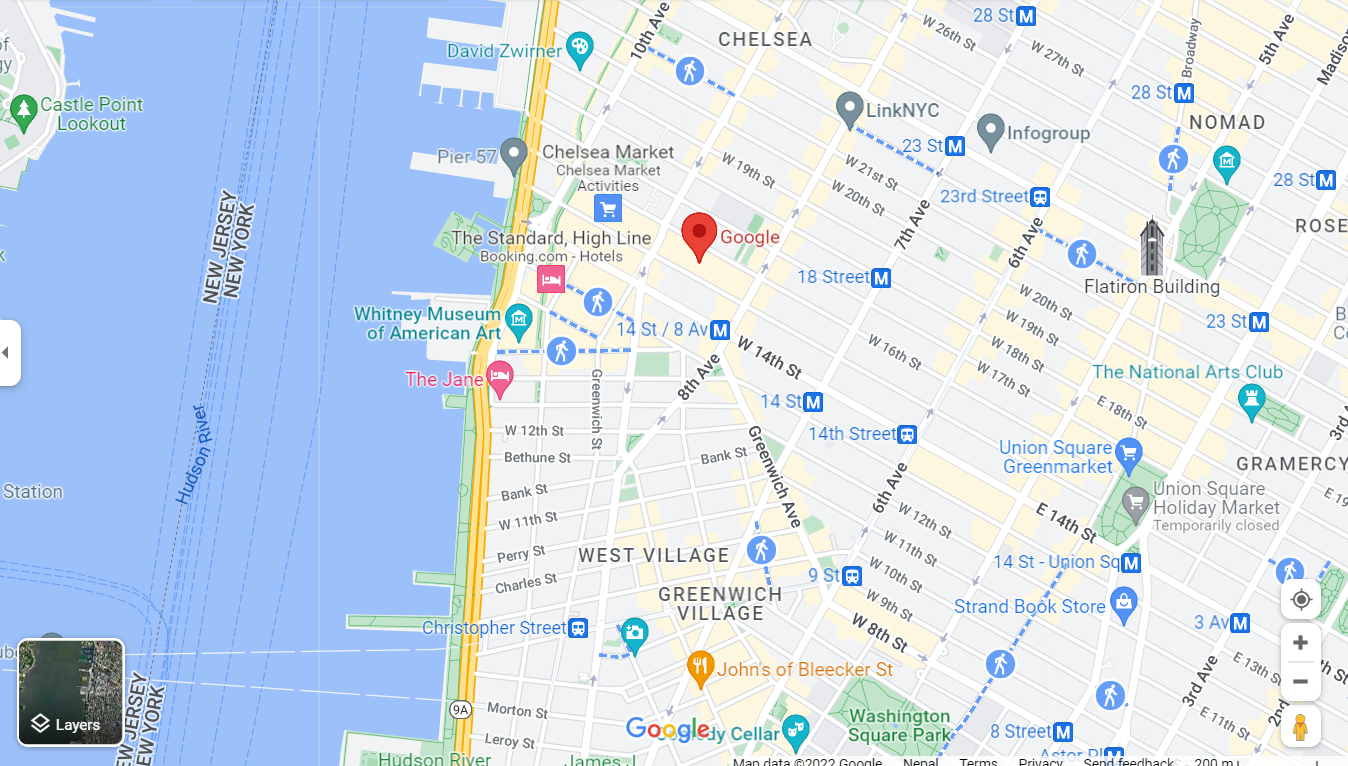 28 St
10th Ave
CHELSEA
W 26th St
W 27th St
Broadway
5th Ave
David Zwirner
28 St
Castle Point
Lookout
LinkNYC
Infogroup
NOMAD
Pier 57
Chelsea Market
Chelsea Market
Activities
23 St
W 19th St
W 21st St
W 20th St
23rd Street
28 St
7th Ave
6th Ave
NEW JERSEY
NEW YORK
The Standard, High Line
Booking.com - Hotels
Google
18 Street
Flatiron Building
W 20th St
W 19th St
W 18th St
W 17th St
23 St
Whitney Museum
of American Art
14 St / 8 Av
W 14th St
W 16th St
The Jane
Greenwich St
8th Ave
14 St
The National Arts Club
E 18th St
W 12th St
Bethune St
Bank St
Greenwich Ave
14th Street
Union Square
Greenmarket
GRAMERCY
Hudson River
Station
Bank St
6th Ave
Union Square
Holiday Market
Temporarily closed
W 11th St
W 12th St
E 14th St
Perry St
WEST VILLAGE
W 11th St
W 10th St
W 9th St
14 St - Union Sq
Charles St
GREENWICH
VILLAGE
9 St
Strand Book Store
Christopher Street
W 8th St
3 Av
John's of Bleecker St
E 13th St
3rd Ave
9A
Morton St
Leroy St
Washington
Square Park
E 11th St
8 Street
Layers
NEW YORK
Google
Cellar
Hudson River
James J
Map data ©2022 Google
Nepal
Terms
Privacy
Send feedback
200 m